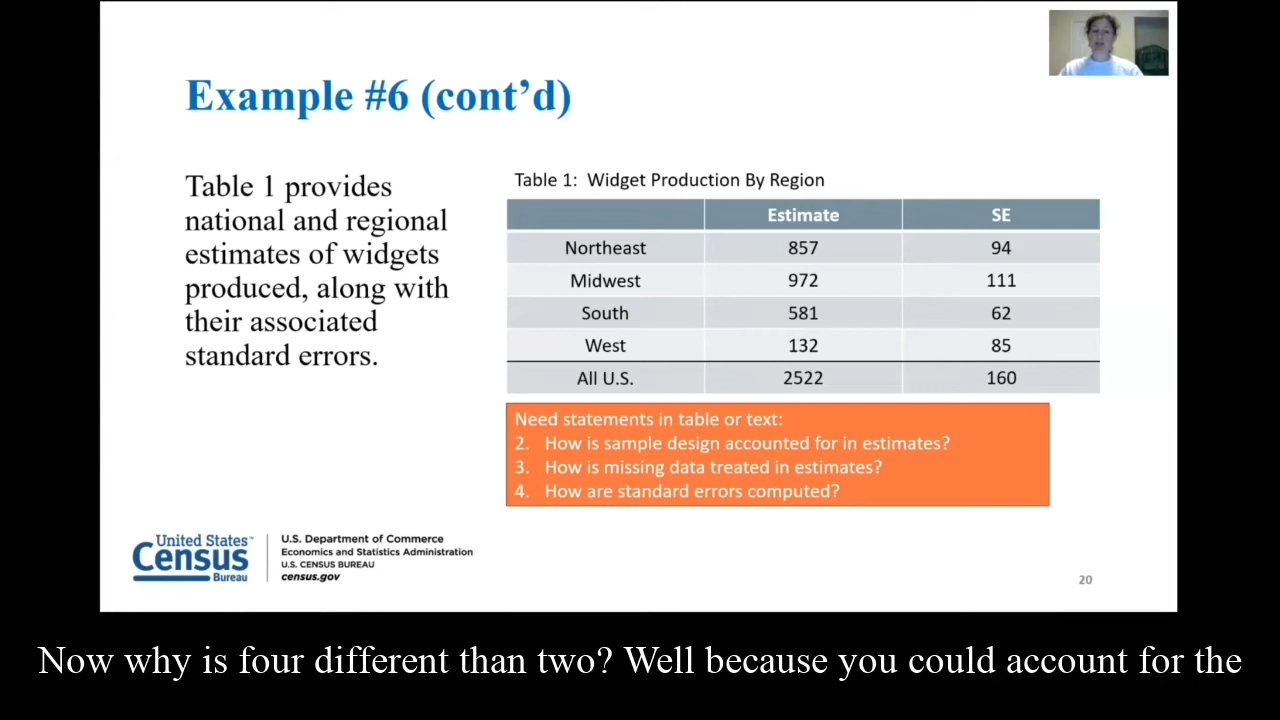 Example #6 (cont’d)
Table 1 provides
national and regional
estimates of widgets
produced, along with
their associated
standard errors.
Table 1: Widget Production By Region
Estimate SE
Northeast 857 94
Midwest 972 111
South 581 62
West 132 85
All U.S. 2522 160
Need statements in table or text:
2. How is sample design accounted for in estimates?
3. How is missing data treated in estimates?
4. How are standard errors computed?
United States™
Census
Bureau
U.S. Department of Commerce
Economics and Statistics Administration
U.S. CENSUS BUREAU
census.gov
20
Now why is four different than two? Well because you could account for the